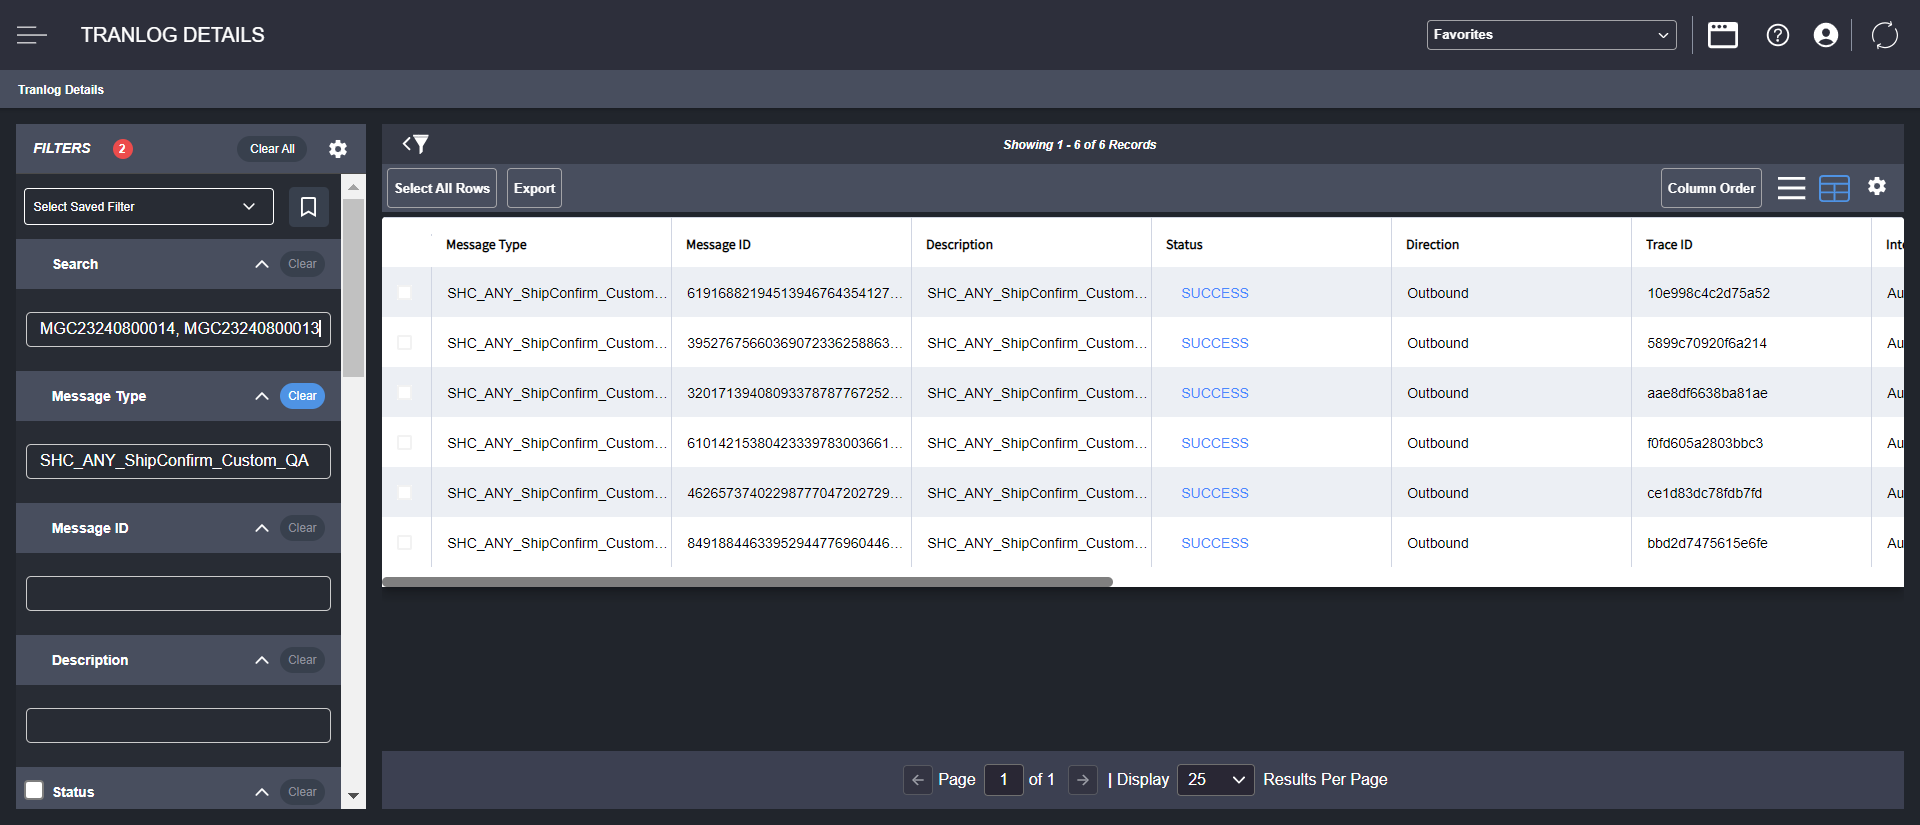 TRANLOG DETAILS
Favorites
Tranlog Details
FILTERS 2 Clear All
Select Saved Filter
Search Clear
MGC23240800014, MGC23240800013
Message Type Clear
SHC_ANY_ShipConfirm_Custom_QA
Message ID Clear
Description Clear
Status Clear
Showing 1 - 6 of 6 Records
Select All Rows Export Column Order
Message Type Message ID Description Status Direction Trace ID Inte
SHC_ANY_ShipConfirm_Custom... 61916882194513946764354127... SHC_ANY_ShipConfirm_Custom... SUCCESS Outbound 10e998c4c2d75a52 Au
SHC_ANY_ShipConfirm_Custom... 39527675660369072336258863... SHC_ANY_ShipConfirm_Custom... SUCCESS Outbound 5899c70920f6a214 Au
SHC_ANY_ShipConfirm_Custom... 32017139408093378787767252... SHC_ANY_ShipConfirm_Custom... SUCCESS Outbound aae8df6638ba81ae Au
SHC_ANY_ShipConfirm_Custom... 61014215380423339783003661... SHC_ANY_ShipConfirm_Custom... SUCCESS Outbound f0fd605a2803bbc3 Au
SHC_ANY_ShipConfirm_Custom... 46265737402298777047202729... SHC_ANY_ShipConfirm_Custom... SUCCESS Outbound ce1d83dc78fdb7fd Au
SHC_ANY_ShipConfirm_Custom... 84918844633952944776960446... SHC_ANY_ShipConfirm_Custom... SUCCESS Outbound bbd2d7475615e6fe Au
Page 1 of 1 | Display 25 Results Per Page